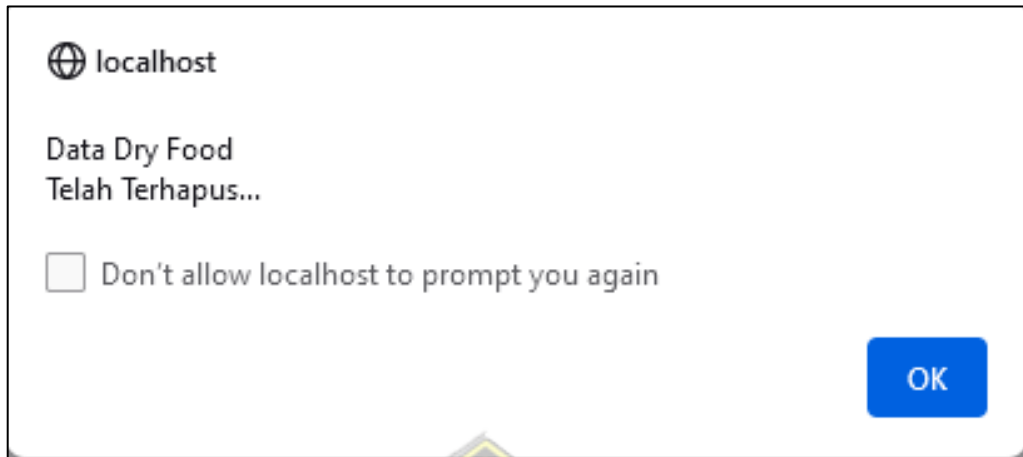 localhost
Data Dry Food
Telah Terhapus...
Don't allow localhost to prompt you again
OK